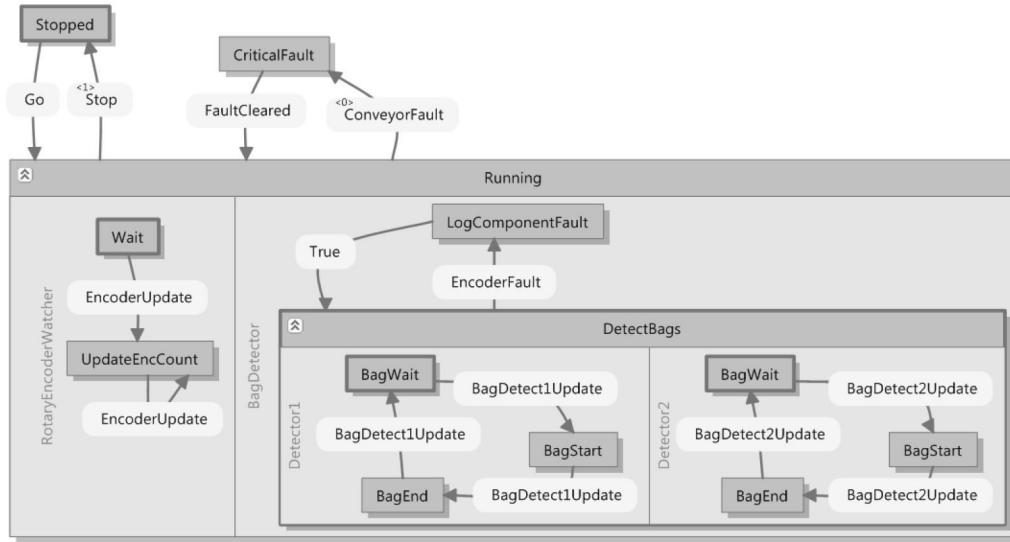 Stopped
CriticalFault
Go
<1>
Stop
FaultCleared
<0>
ConveyorFault
Running
RotaryEncoderWatcher
Wait
EncoderUpdate
UpdateEncCount
EncoderUpdate
BagDetector
LogComponentFault
True
EncoderFault
DetectBags
Detector1
BagWait
BagDetect1Update
BagDetect1Update
BagStart
BagEnd
BagDetect1Update
Detector2
BagWait
BagDetect2Update
BagDetect2Update
BagStart
BagEnd
BagDetect2Update